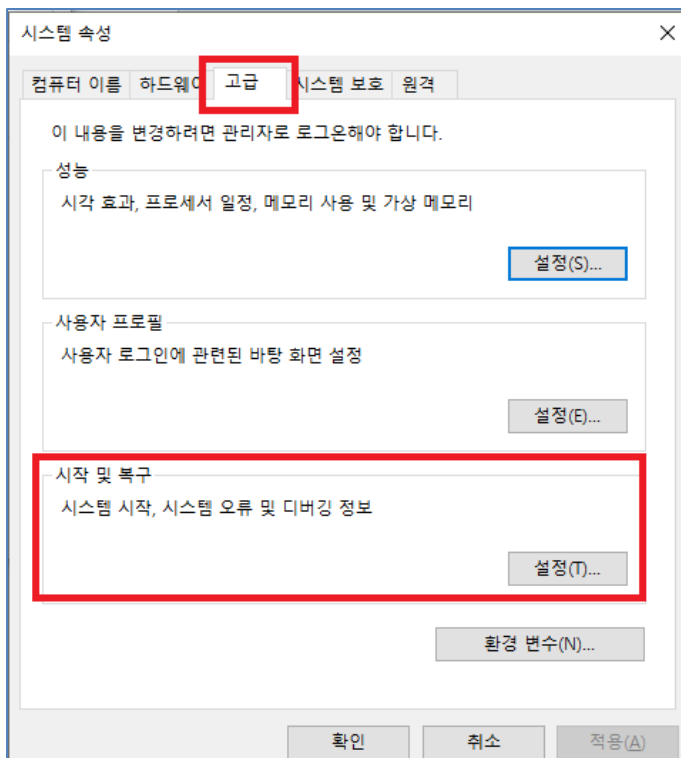 시스템 속성
컴퓨터 이름 하드웨어 고급 시스템 보호 원격
이 내용을 변경하려면 관리자로 로그온해야 합니다.
성능
시각 효과, 프로세서 일정, 메모리 사용 및 가상 메모리
설정(S)...
사용자 프로필
사용자 로그인에 관련된 바탕 화면 설정
설정(E)...
시작 및 복구
시스템 시작, 시스템 오류 및 디버깅 정보
설정(T)...
환경 변수(N)...
확인 취소 적용(A)